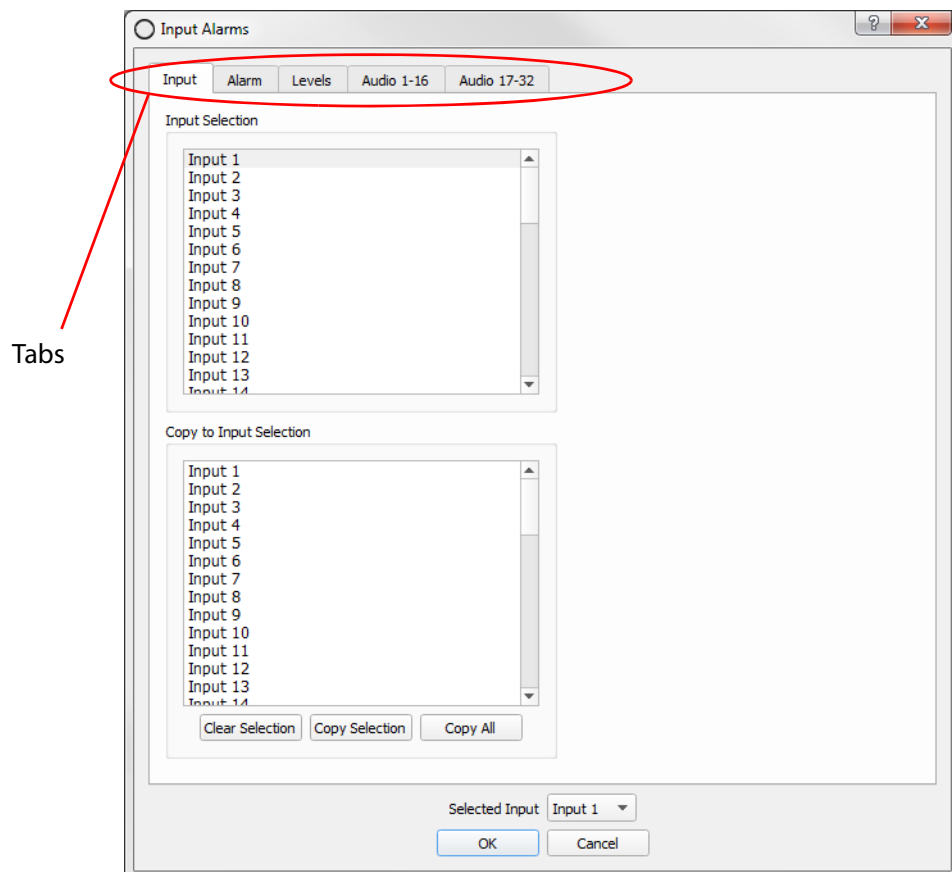 Input Alarms
Input Alarm Levels Audio 1-16 Audio 17-32
Input Selection
Input 1
Input 2
Input 3
Input 4
Input 5
Input 6
Input 7
Input 8
Input 9
Input 10
Input 11
Input 12
Input 13
Input 14
Tabs
Copy to Input Selection
Input 1
Input 2
Input 3
Input 4
Input 5
Input 6
Input 7
Input 8
Input 9
Input 10
Input 11
Input 12
Input 13
Input 14
Clear Selection Copy Selection Copy All
Selected Input Input 1
OK Cancel